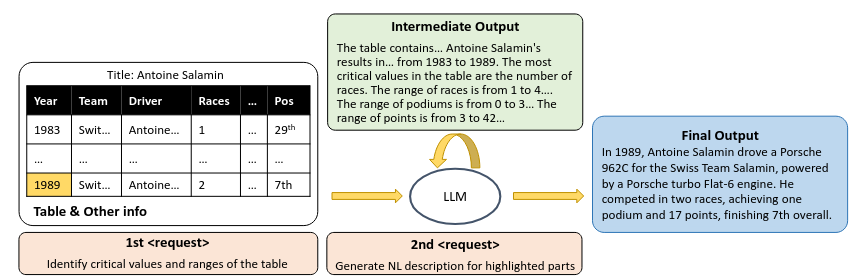 Title: Antoine Salamin
Year Team Driver Races ... Pos
1983 Swit... Antoine... 1 ... 29th
... ... ... ... ... ...
1989 Swit... Antoine... 2 ... 7th
Table & Other info
1st <request>
Identify critical values and ranges of the table
Intermediate Output
The table contains... Antoine Salamin's
results in... from 1983 to 1989. The most
critical values in the table are the number of
races. The range of races is from 1 to 4....
The range of podiums is from 0 to 3... The
range of points is from 3 to 42...
LLM
2nd <request>
Generate NL description for highlighted parts
Final Output
In 1989, Antoine Salamin drove a Porsche
962C for the Swiss Team Salamin, powered
by a Porsche turbo Flat-6 engine. He
competed in two races, achieving one
podium and 17 points, finishing 7th overall.